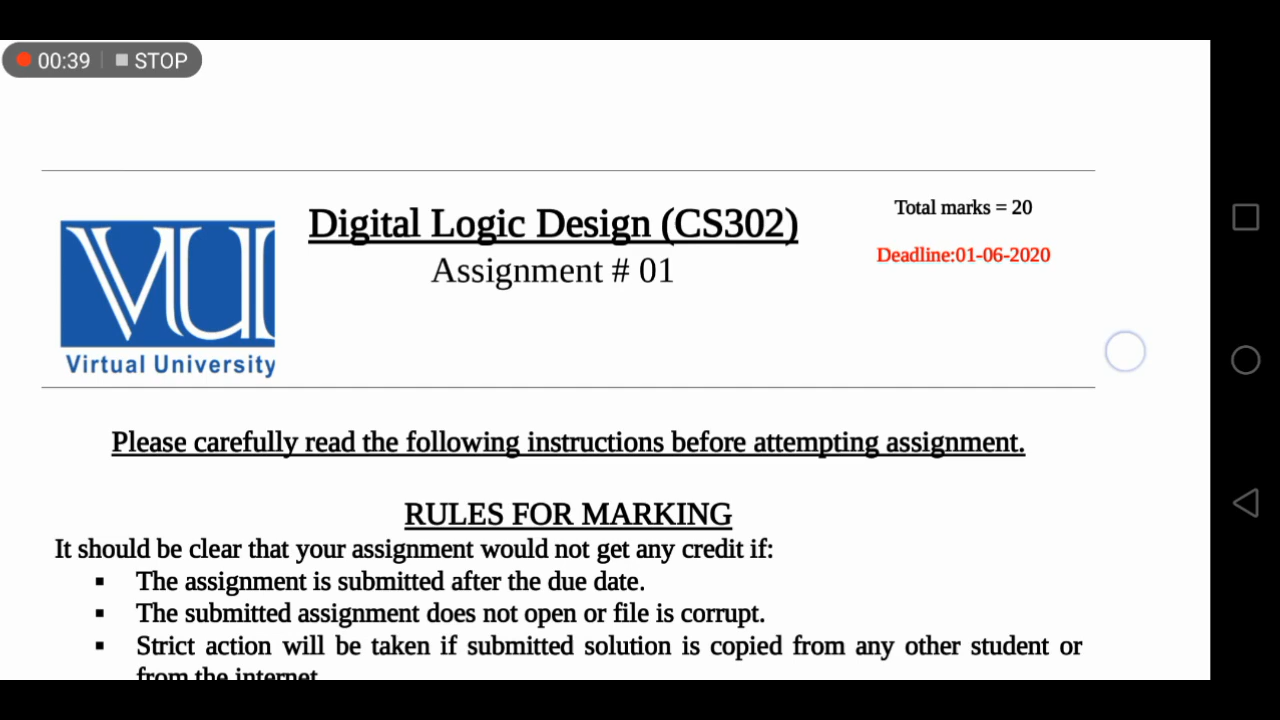 00:39 STOP
Digital Logic Design (CS302)
Assignment # 01
Total marks = 20
Deadline:01-06-2020
VU
Virtual University
Please carefully read the following instructions before attempting assignment.
RULES FOR MARKING
It should be clear that your assignment would not get any credit if:
▪ The assignment is submitted after the due date.
▪ The submitted assignment does not open or file is corrupt.
▪ Strict action will be taken if submitted solution is copied from any other student or
from the internet